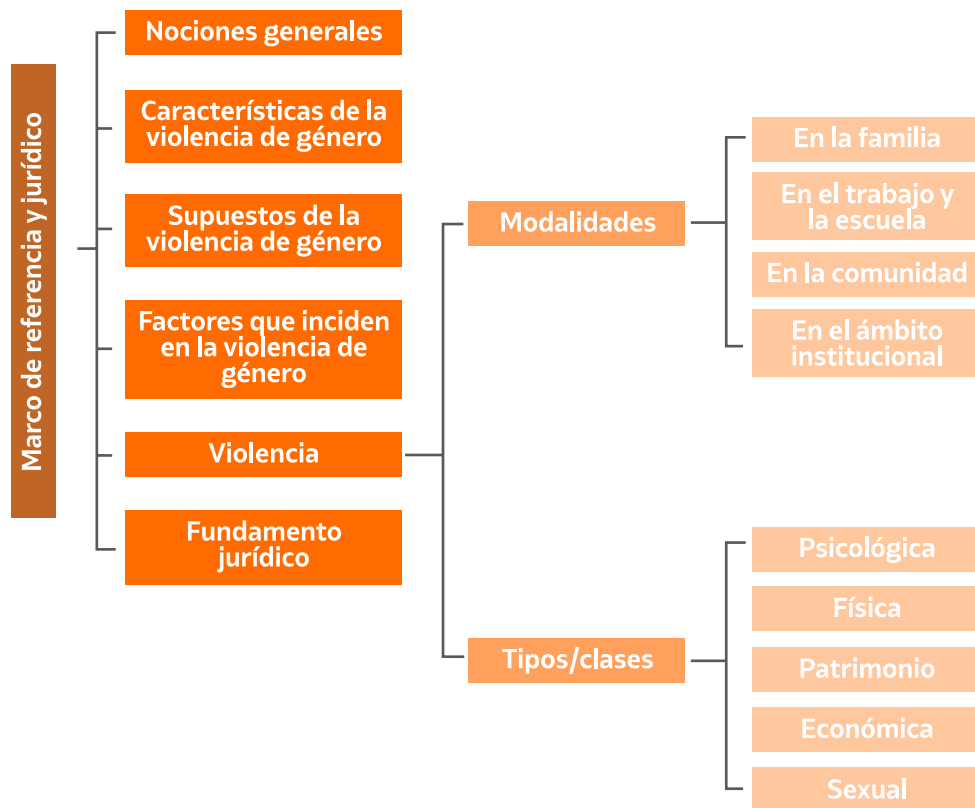 Marco de referencia y jurídico
Nociones generales
Características de la
violencia de género
Supuestos de la
violencia de género
Factores que inciden
en la violencia de
género
Violencia
Fundamento
jurídico
Modalidades
En la familia
En el trabajo y
la escuela
En la comunidad
En el ámbito
institucional
Tipos/clases
Psicológica
Física
Patrimonio
Económica
Sexual